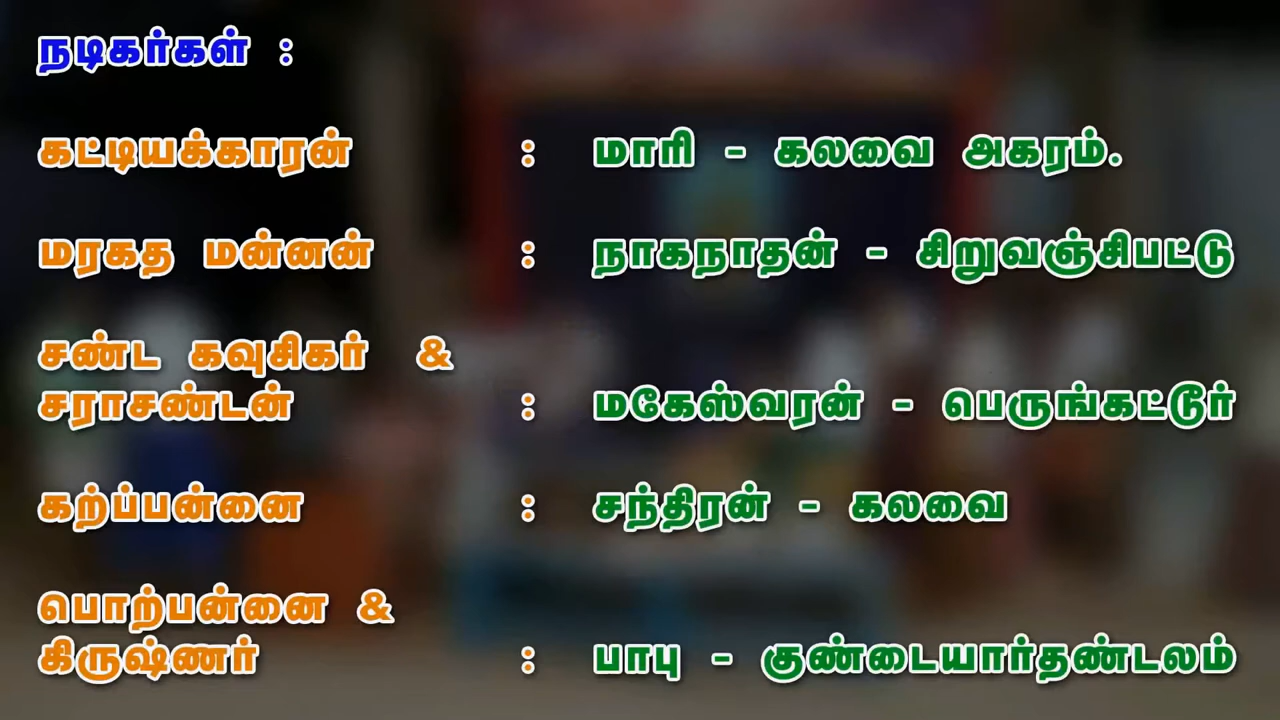 நடிகர்கள் :
கட்டியக்காரன் : மாரி - கலவை அகரம்.
மரகத மன்னன் : நாகநாதன் - சிறுவஞ்சிபட்டு
சண்ட கவுசிகர் &
சராசண்டன் : மகேஸ்வரன் - பெருங்கட்டூர்
கற்ப்பன்னை : சந்திரன் - கலவை
பொற்பன்னை &
கிருஷ்ணர் : பாபு - குண்டையார்தண்டலம்